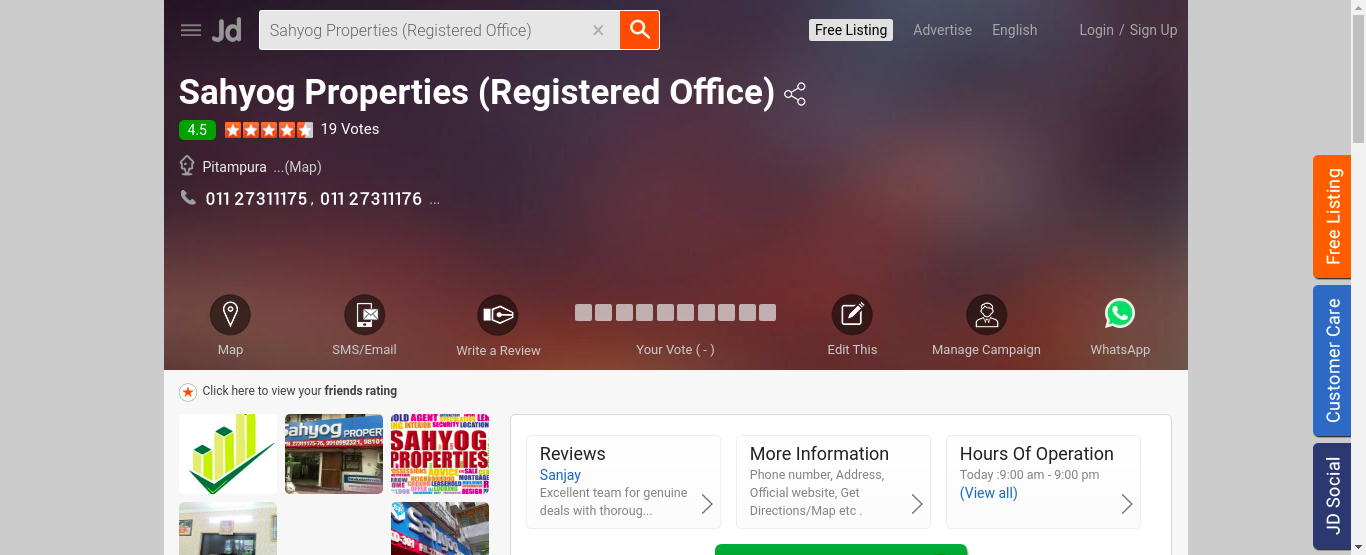 Jd
Sahyog Properties (Registered Office)
Free Listing
Advertise
English
Login / Sign Up
Sahyog Properties (Registered Office)
4.5
19 Votes
Pitampura ...(Map)
011 27311175 , 011 27311176 ...
Map
SMS/Email
Write a Review
Your Vote ( - )
Edit This
Manage Campaign
WhatsApp
Click here to view your friends rating
Sahyog PROPER
SAHYOG
PROPERTIES
Reviews
Sanjay
Excellent team for genuine
deals with thoroug...
More Information
Phone number, Address,
Official website, Get
Directions/Map etc .
Hours Of Operation
Today :9:00 am - 9:00 pm
(View all)
Free Listing
Customer Care
JD Social